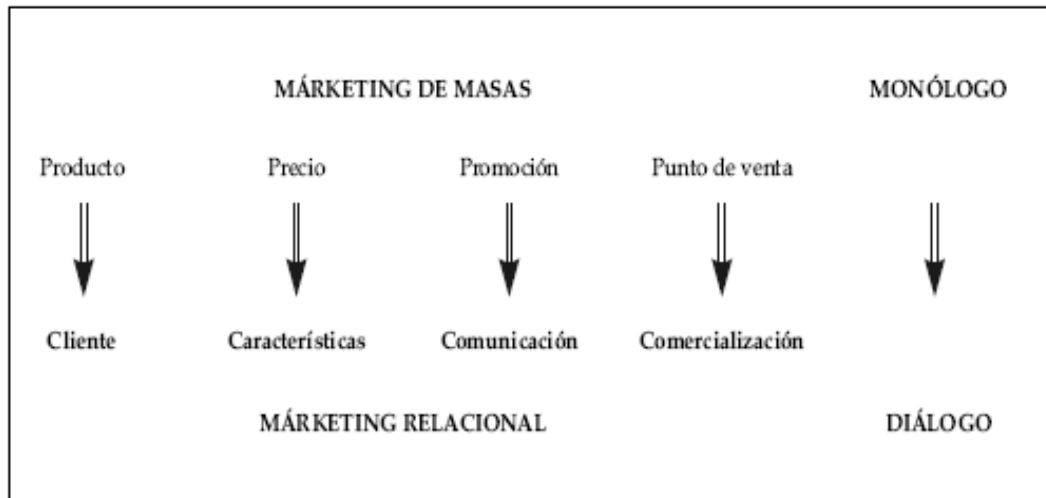 MÁRKETING DE MASAS MONÓLOGO
Producto Precio Promoción Punto de venta
Cliente Características Comunicación Comercialización
MÁRKETING RELACIONAL DIÁLOGO